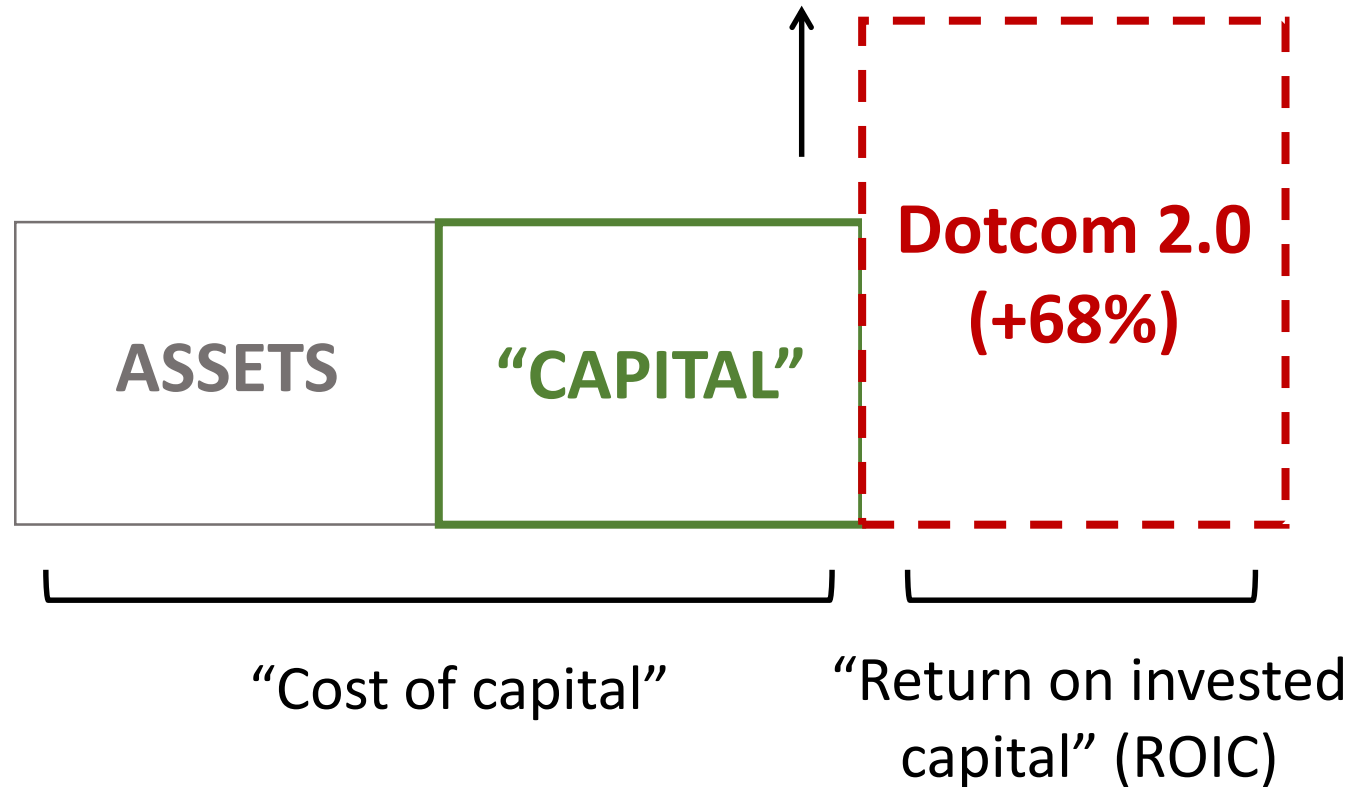 Dotcom 2.0
(+68%)
ASSETS
“CAPITAL”
“Cost of capital”
“Return on invested
capital” (ROIC)